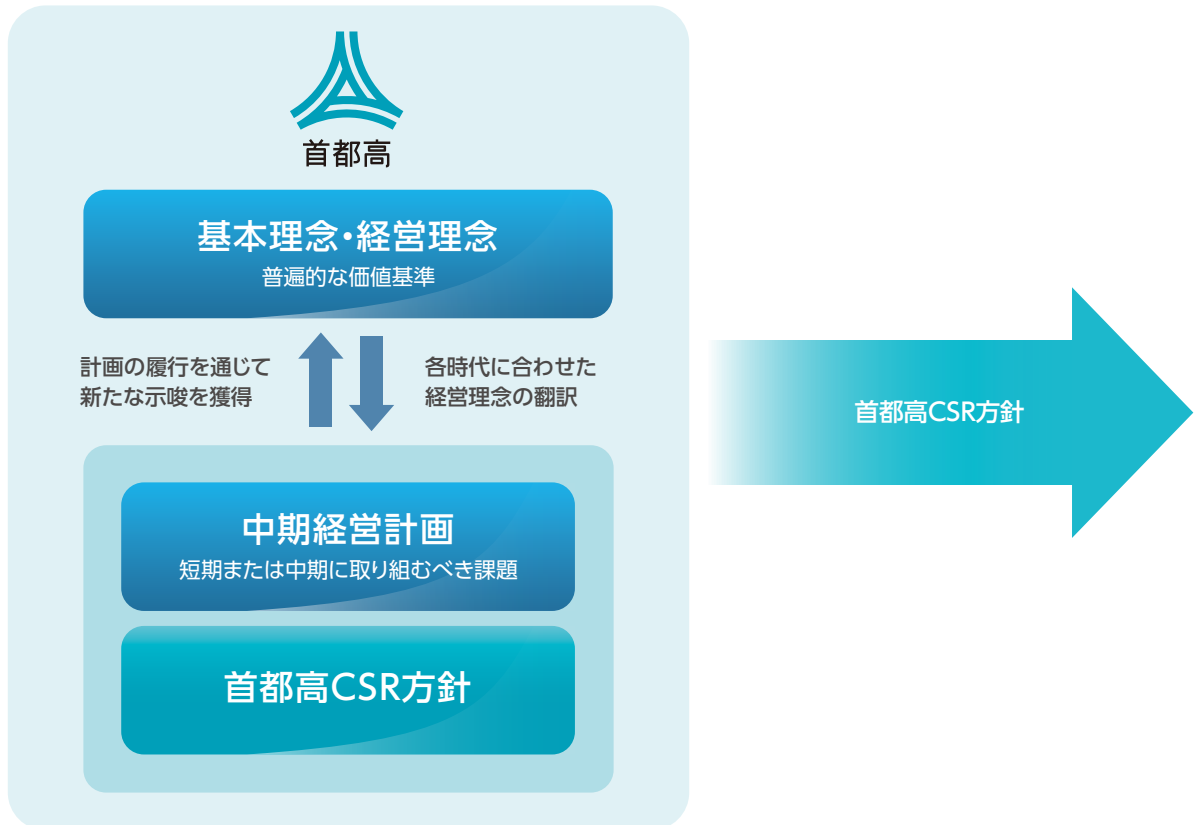 首都高
基本理念・経営理念
普遍的な価値基準
計画の履行を通じて
新たな示唆を獲得
各時代に合わせた
経営理念の翻訳
中期経営計画
短期または中期に取り組むべき課題
首都高CSR方針
首都高CSR方針